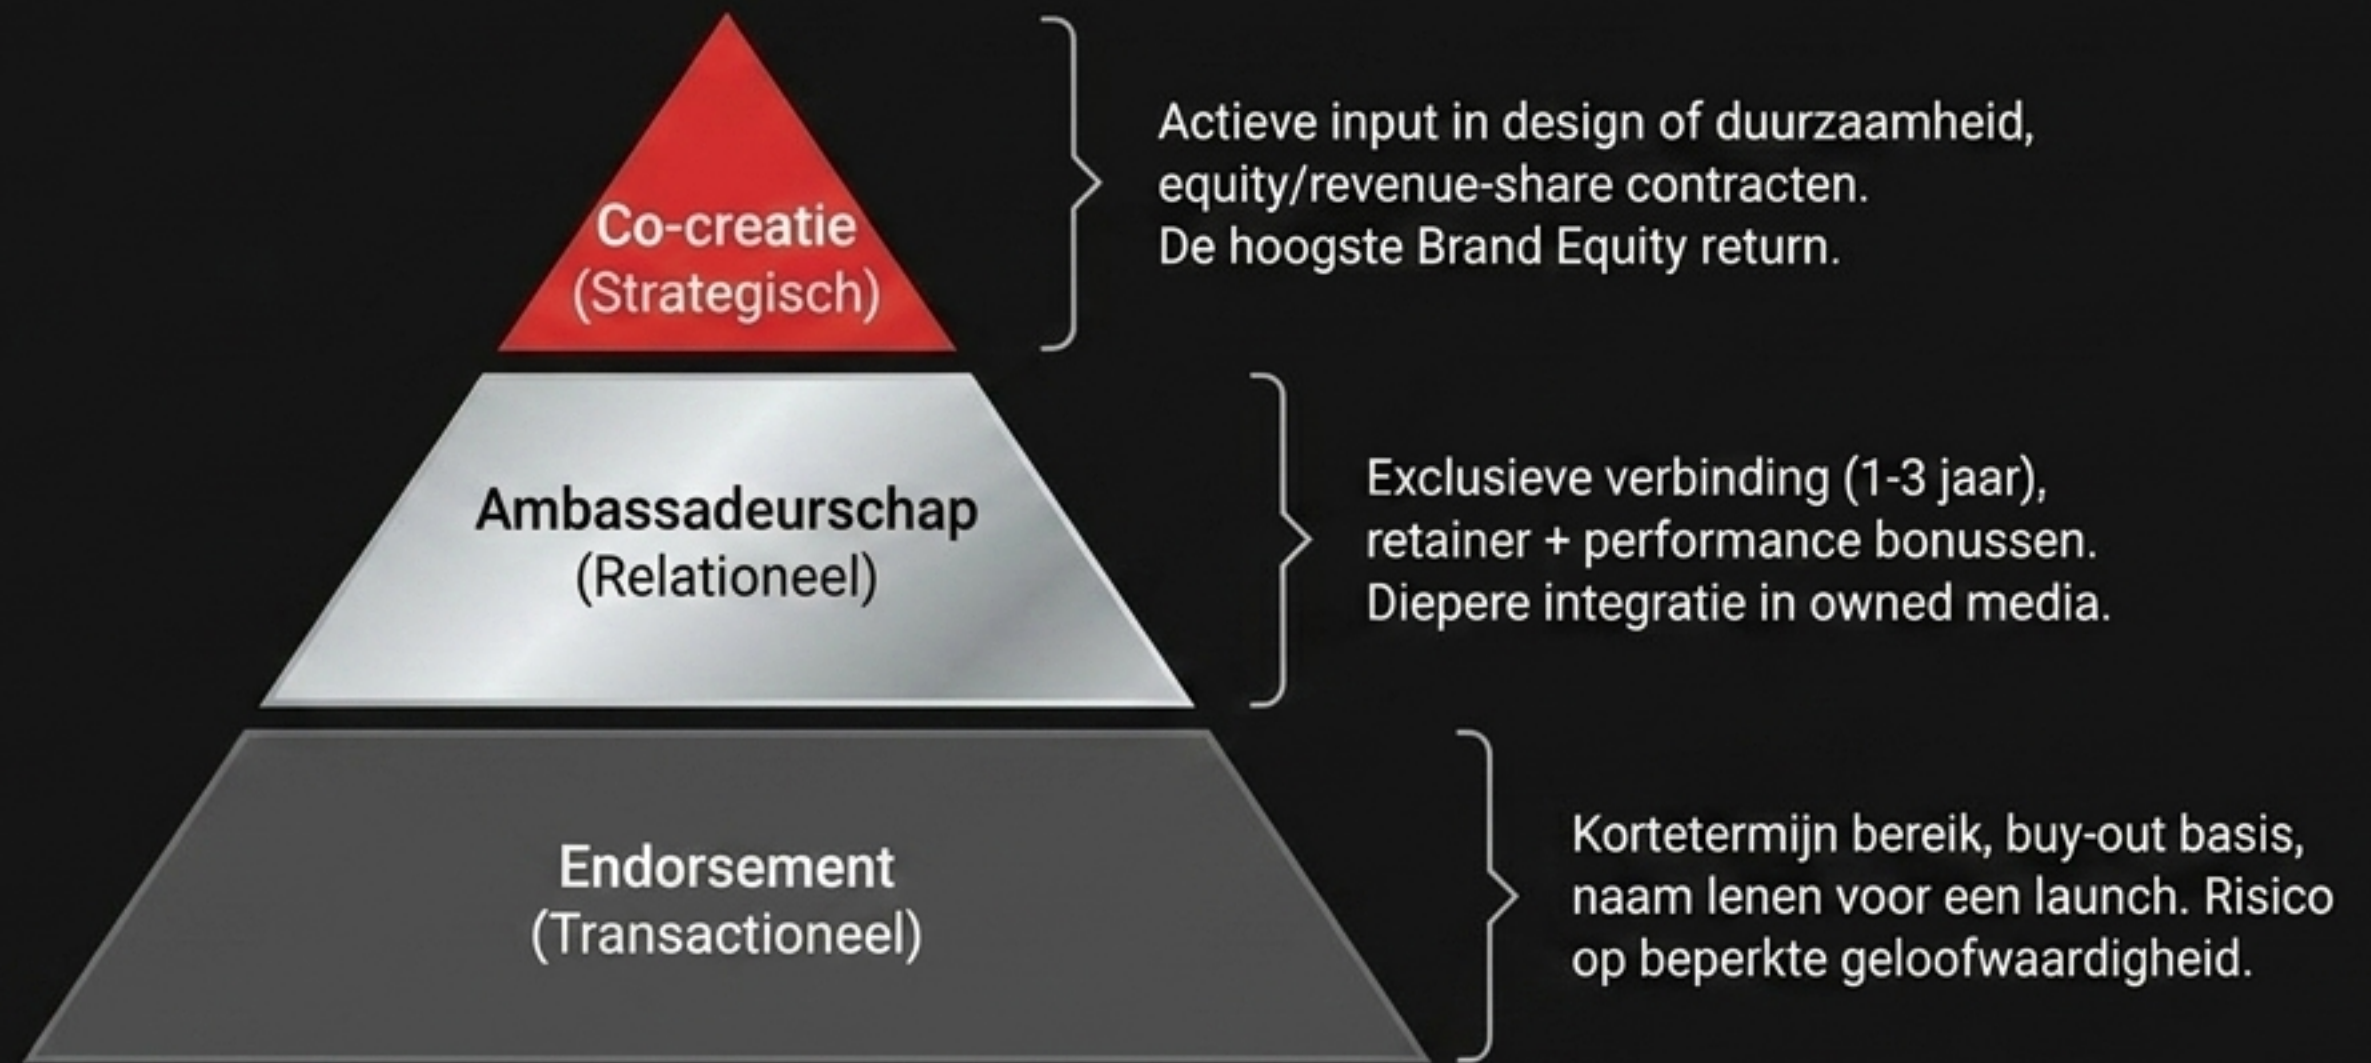 Co-creatie
(Strategisch)
Actieve input in design of duurzaamheid,
equity/revenue-share contracten.
De hoogste Brand Equity return.
Ambassadeurschap
(Relationeel)
Exclusieve verbinding (1-3 jaar),
retainer + performance bonussen.
Diepere integratie in owned media.
Endorsement
(Transactioneel)
Kortetermijn bereik, buy-out basis,
naam lenen voor een launch. Risico
op beperkte geloofwaardigheid.